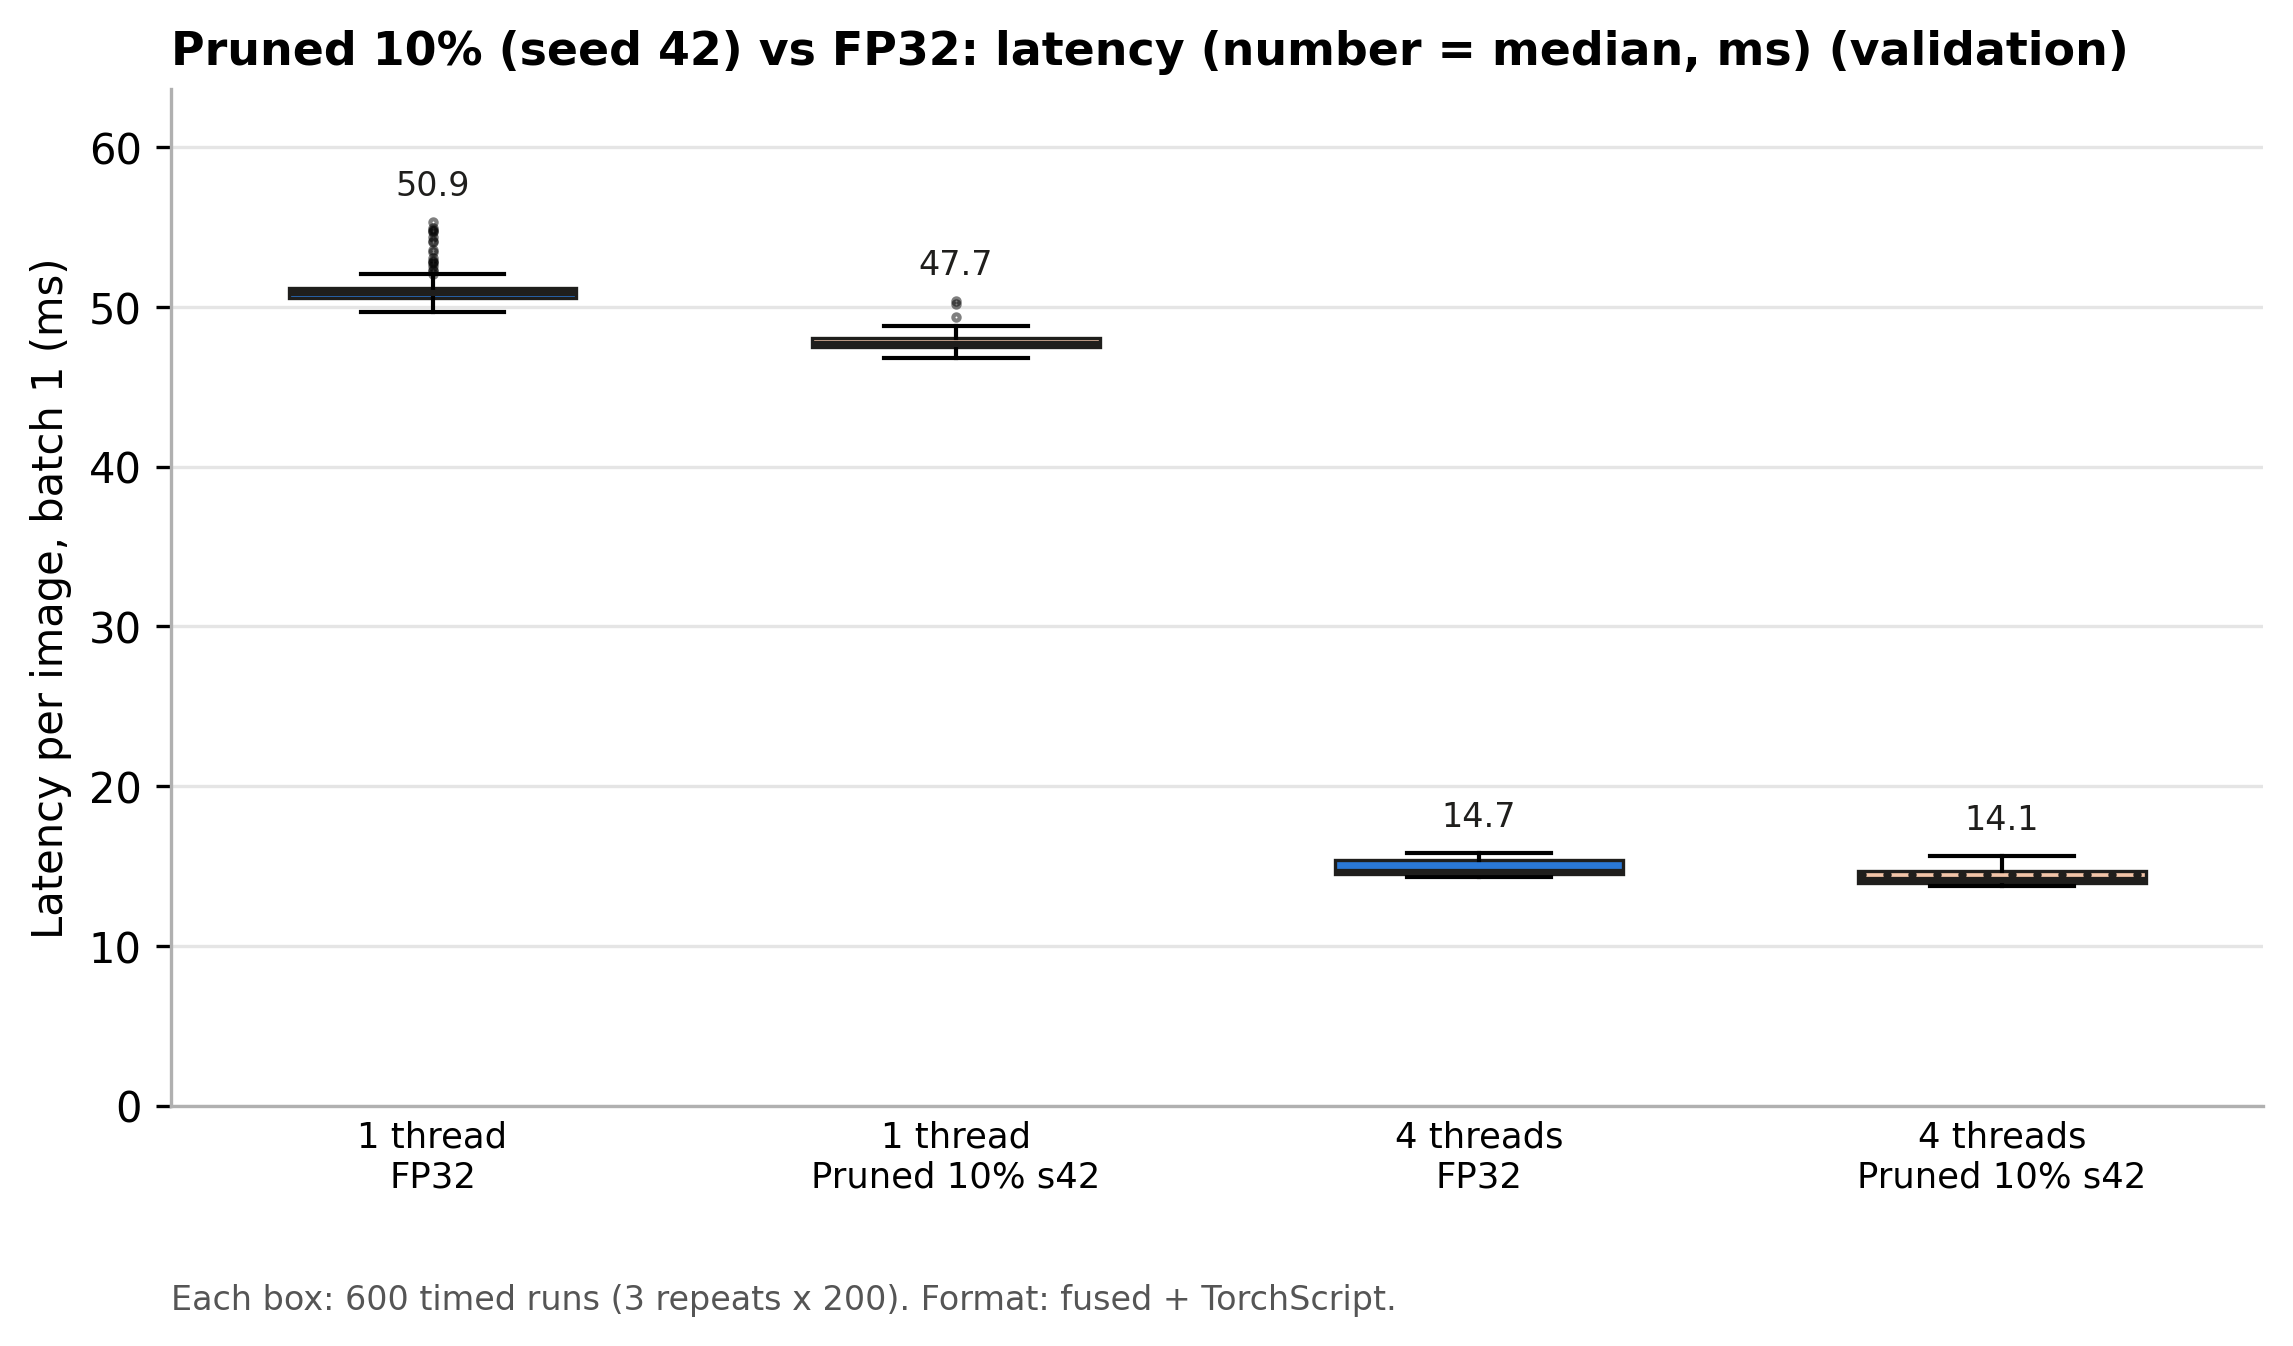 Pruned 10% (seed 42) vs FP32: latency (number = median, ms) (validation)
Latency per image, batch 1 (ms)
60
50
40
30
20
10
0
50.9
47.7
14.7
14.1
1 thread
FP32
1 thread
Pruned 10% s42
4 threads
FP32
4 threads
Pruned 10% s42
Each box: 600 timed runs (3 repeats x 200). Format: fused + TorchScript.